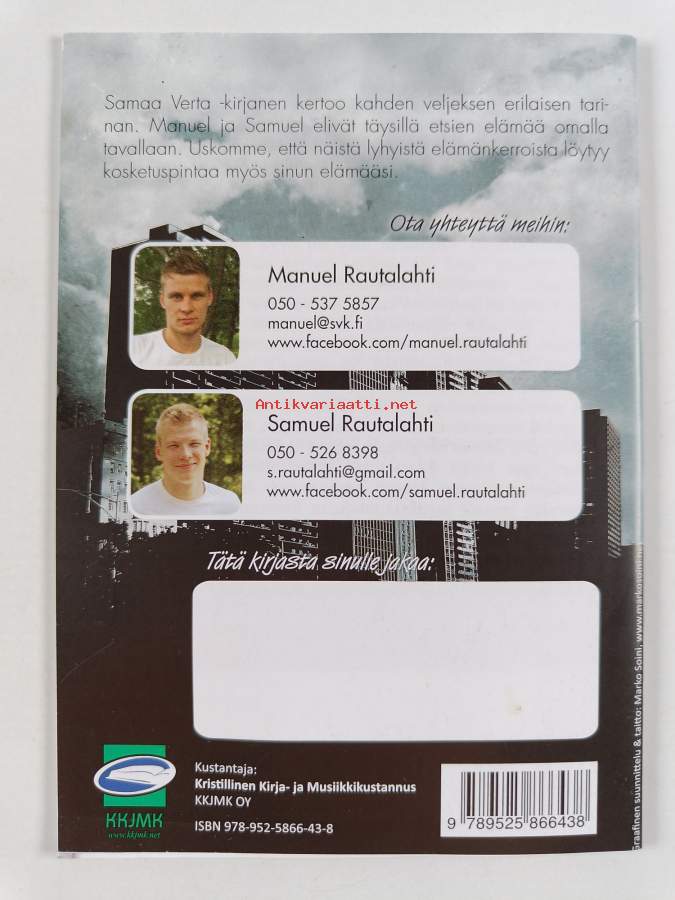 Samaa Verta -kirjanen kertoo kahden veljeksen erilaisen tari-
nan. Manuel ja Samuel elivät täysillä etsien elämää omalla
tavallaan. Uskomme, että näistä lyhyistä elämänkerroista löytyy
kosketuspintaa myös sinun elämääsi.
Ota yhteyttä meihin:
Manuel Rautalahti
050 - 537 5857
manuel@svk.fi
www.facebook.com/manuel.rautalahti
Antikvariaatti.net
Samuel Rautalahti
050 - 526 8398
s.rautalahti@gmail.com
www.facebook.com/samuel.rautalahti
Tätä kirjasta sinulle jakaa:
Kustantaja:
Kristillinen Kirja- ja Musiikkikustannus
KKJMK OY
ISBN 978-952-5866-43-8
KKJMK
www.kkjmk.net
9 789525 866438
Graafinen suunnittelu & taitto: Marko Soini,